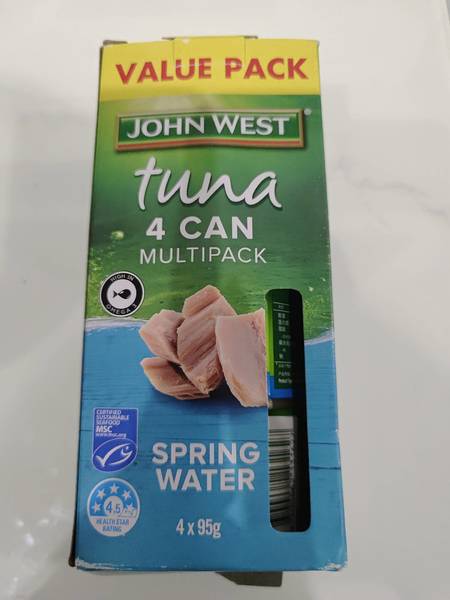 VALUE PACK
JOHN WEST
®
tuna
4 CAN
MULTIPACK
HIGH IN
OMEGA 3
CERTIFIED
SUSTAINABLE
SEAFOOD
MSC
www.msc.org
SPRING
WATER
4.5
HEALTH STAR
RATING
4 x 95g